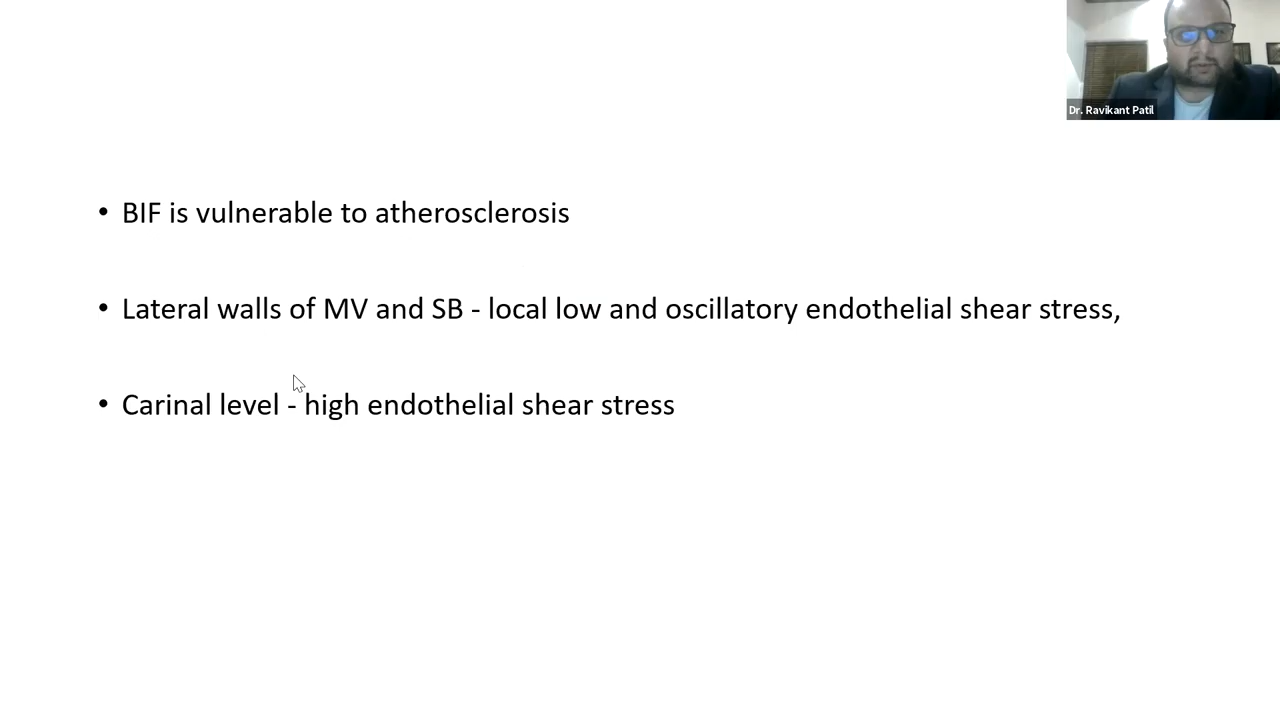 Dr. Ravikant Patil
• BIF is vulnerable to atherosclerosis
• Lateral walls of MV and SB - local low and oscillatory endothelial shear stress,
• Carinal level - high endothelial shear stress